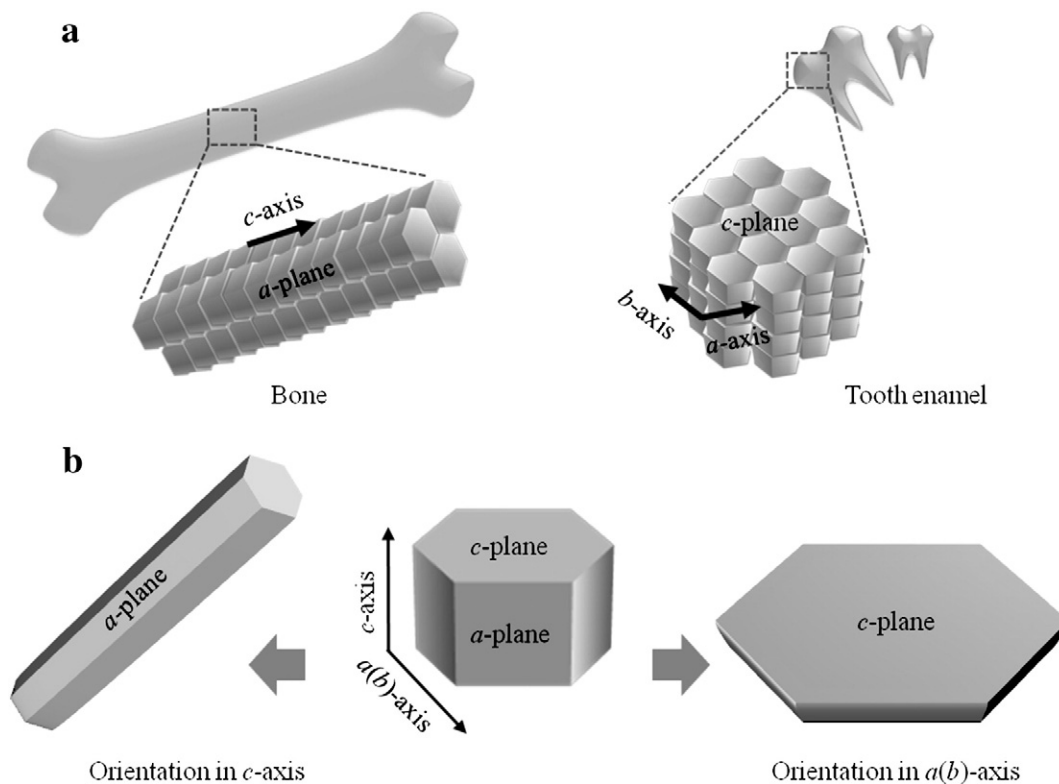 a
c-axis
a-plane
Bone
c-plane
b-axis
a-axis
Tooth enamel
b
a-plane
Orientation in c-axis
c-plane
a-plane
c-axis
a(b)-axis
c-plane
Orientation in a(b)-axis